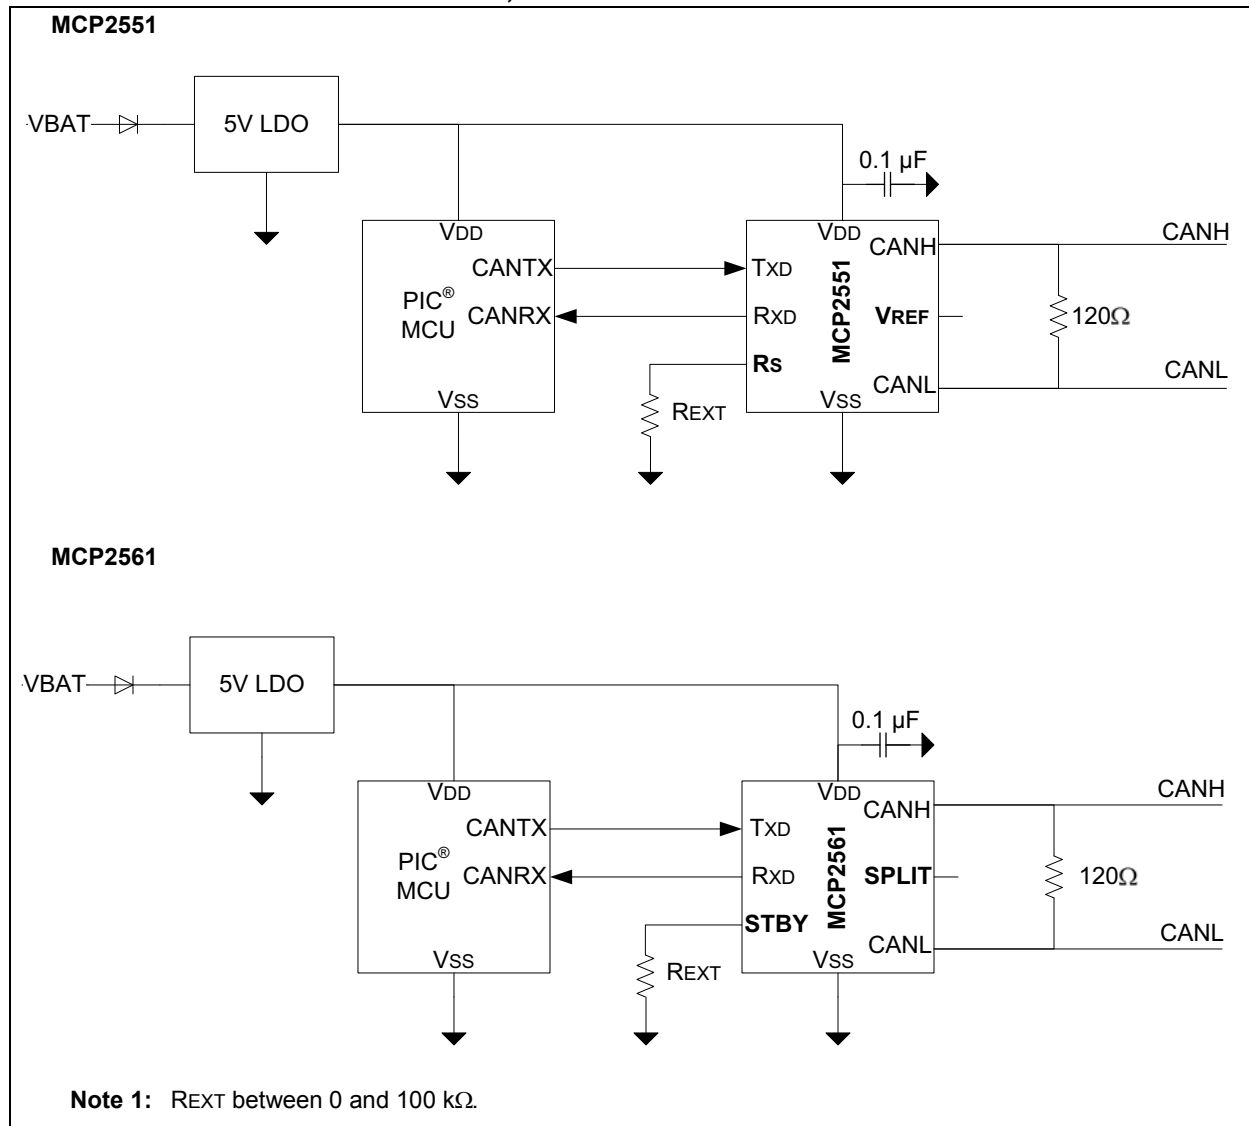 MCP2551
VBAT
5V LDO
0.1 µF
VDD
CANTX
PIC®
MCU
CANRX
VSS
VDD
TXD
RXD
RS
MCP2551
CANH
VREF
CANL
VSS
REXT
120Ω
CANH
CANL
MCP2561
VBAT
5V LDO
0.1 µF
VDD
CANTX
PIC®
MCU
CANRX
VSS
VDD
TXD
RXD
STBY
MCP2561
CANH
SPLIT
CANL
VSS
REXT
120Ω
CANH
CANL
Note 1: REXT between 0 and 100 kΩ.